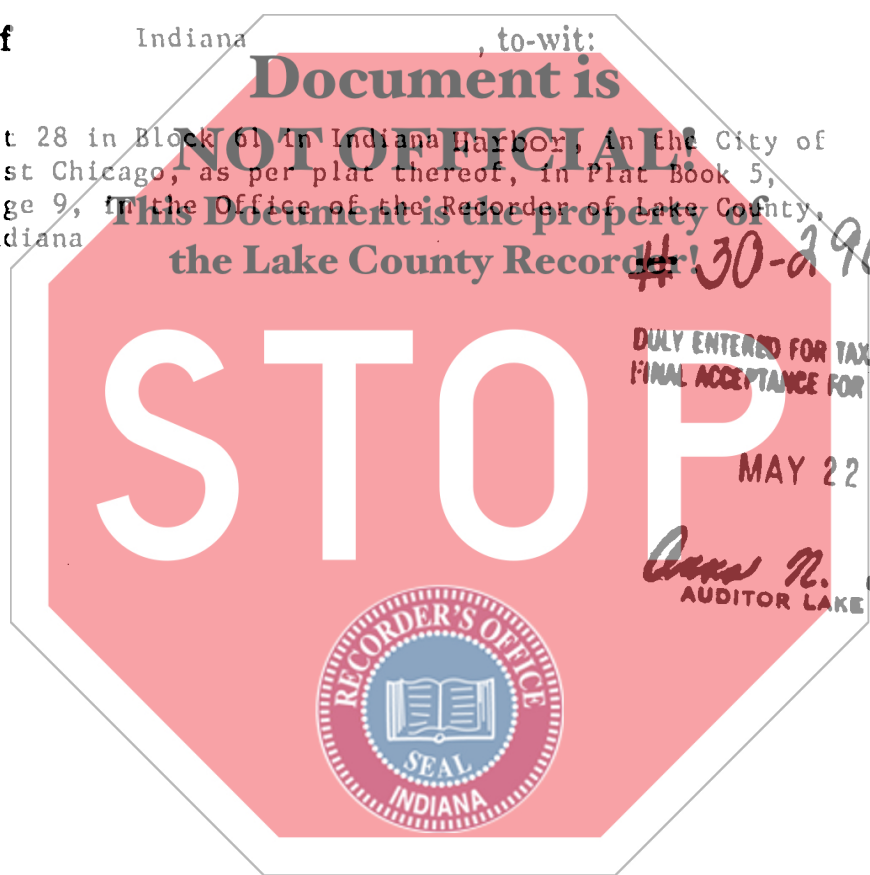 f Indiana , to-wit:
Document is
t 28 in Block 61 in Indiana Harbor, in the City of
NOT OFFICIAL!
st Chicago, as per plat thereof, in Plat Book 5,
ge 9, in the Office of the Recorder of Lake County,
This Document is the property of
diana
the Lake County Recorder!
# 30-290
DULY ENTERED FOR TAX
FINAL ACCEPTANCE FOR
STOP
MAY 22
N.
AUDITOR LAKE
RECORDER'S OFFICE
SEAL
INDIANA